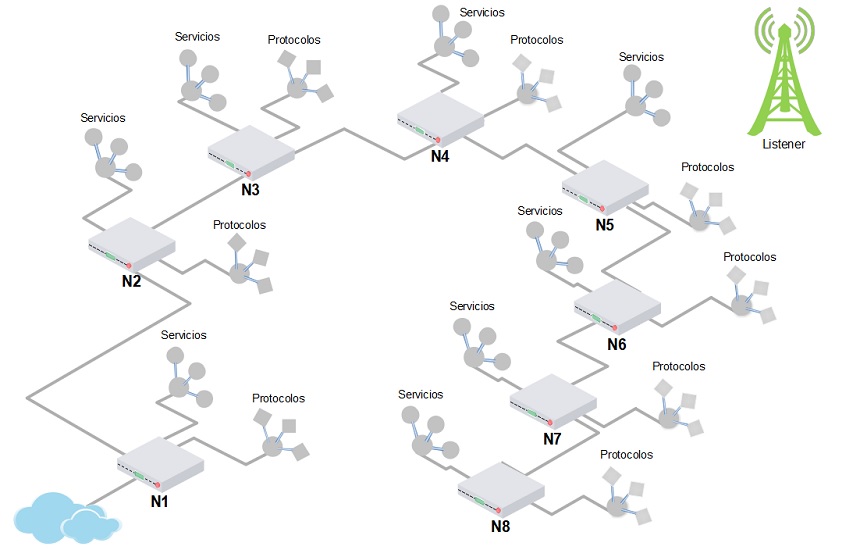 Servicios
Protocolos
Servicios
Protocolos
Servicios
N4
Listener
Servicios
N3
Protocolos
N5
Servicios
Protocolos
N2
Protocolos
Servicios
N6
Servicios
Protocolos
Servicios
Protocolos
N7
Servicios
Protocolos
N1
N8